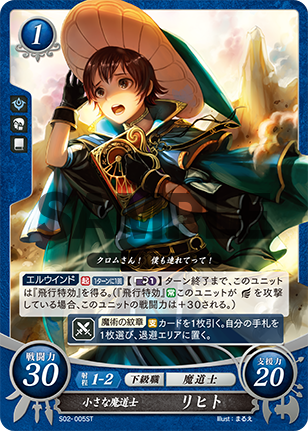 1
SAMPLE
クロムさん! 僕も連れてって!
エルウインド 起 1ターンに1回 【 1】ターン終了まで、このユニット
は『飛行特効』を得る。(『飛行特効』 常 このユニットが を攻撃
している場合、このユニットの戦闘力は+30される。)
魔術の紋章 支 カードを1枚引く。自分の手札を
1枚選び、退避エリアに置く。
戦闘力 30
射程 1-2 下級職 魔道士
小さな魔道士 リヒト
支援力 20
S02-005ST
Illust:まるえ